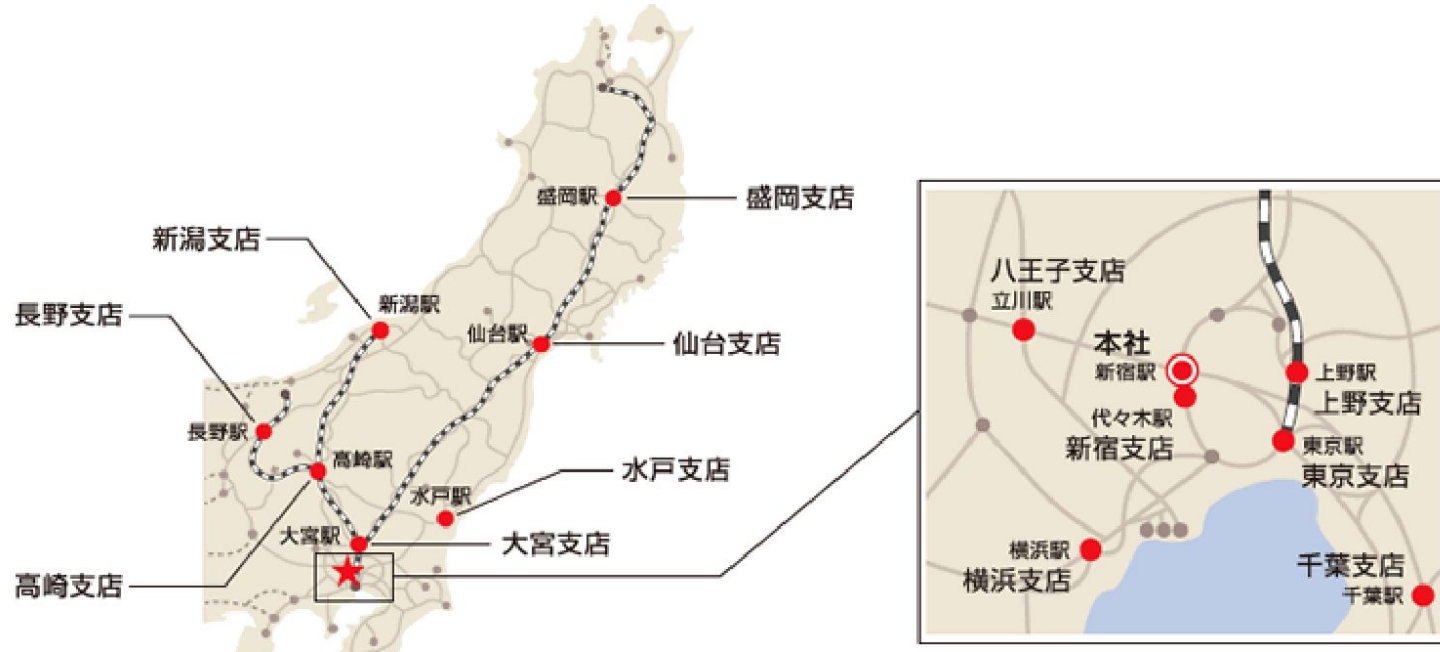 盛岡駅
盛岡支店
新潟支店
新潟駅
長野支店
仙台駅
仙台支店
長野駅
高崎駅
水戸支店
水戸駅
大宮駅
大宮支店
高崎支店
八王子支店
立川駅
本社
新宿駅
代々木駅
新宿支店
上野駅
上野支店
東京駅
東京支店
横浜駅
横浜支店
千葉支店
千葉駅